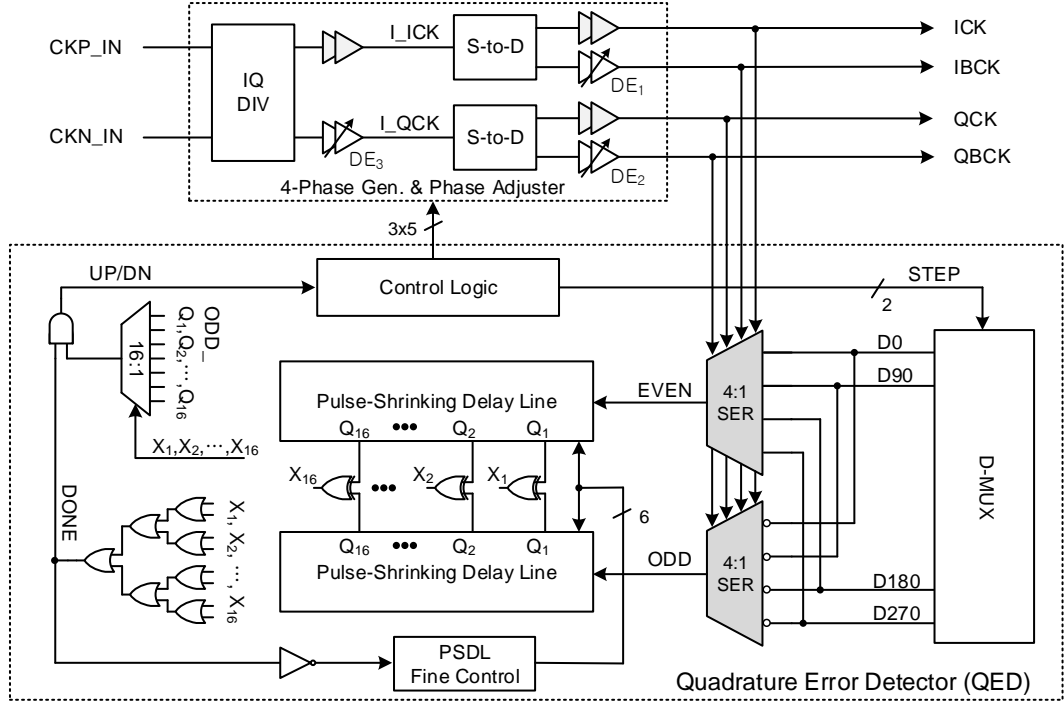 CKP_IN
CKN_IN
IQ
DIV
I_ICK
I_QCK
DE3
S-to-D
S-to-D
DE1
DE2
ICK
IBCK
QCK
QBCK
4-Phase Gen. & Phase Adjuster
3x5
UP/DN
Control Logic
STEP
2
16:1
ODD_
Q1,Q2,⋯,Q16
X1,X2,⋯,X16
Pulse-Shrinking Delay Line
Q16 ••• Q2 Q1
X16 ••• X2 X1
Q16 ••• Q2 Q1
Pulse-Shrinking Delay Line
EVEN
ODD
6
4:1
SER
4:1
SER
D0
D90
D180
D270
D-MUX
DONE
X1, X2, ⋯, X16
PSDL
Fine Control
Quadrature Error Detector (QED)